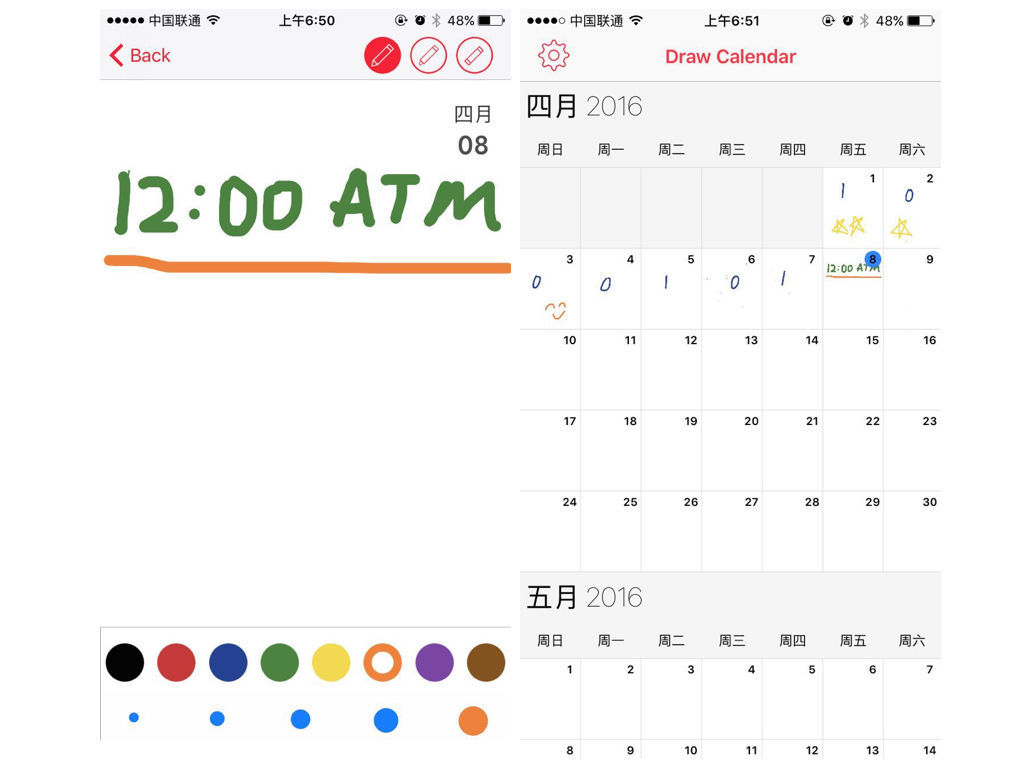 中国联通 上午6:50 48%
Back
四月
08
12:00 ATM
中国联通 上午6:51 48%
Draw Calendar
四月 2016
周日 周一 周二 周三 周四 周五 周六
1 2
1 0
3 4 5 6 7 8 9
0 0 1 0 1 12:00 ATM
10 11 12 13 14 15 16
17 18 19 20 21 22 23
24 25 26 27 28 29 30
五月 2016
周日 周一 周二 周三 周四 周五 周六
1 2 3 4 5 6 7
8 9 10 11 12 13 14